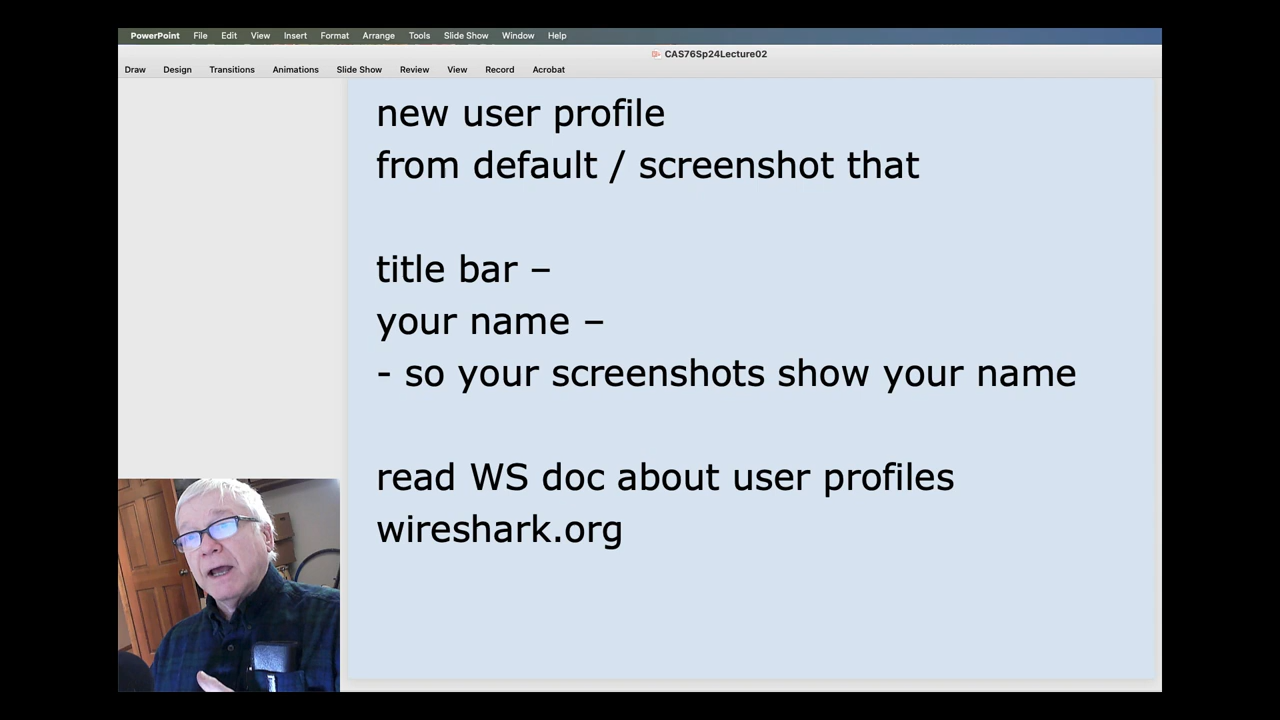 PowerPoint File Edit View Insert Format Arrange Tools Slide Show Window Help
CAS76Sp24Lecture02
Draw Design Transitions Animations Slide Show Review View Record Acrobat
new user profile
from default / screenshot that
title bar –
your name –
- so your screenshots show your name
read WS doc about user profiles
wireshark.org